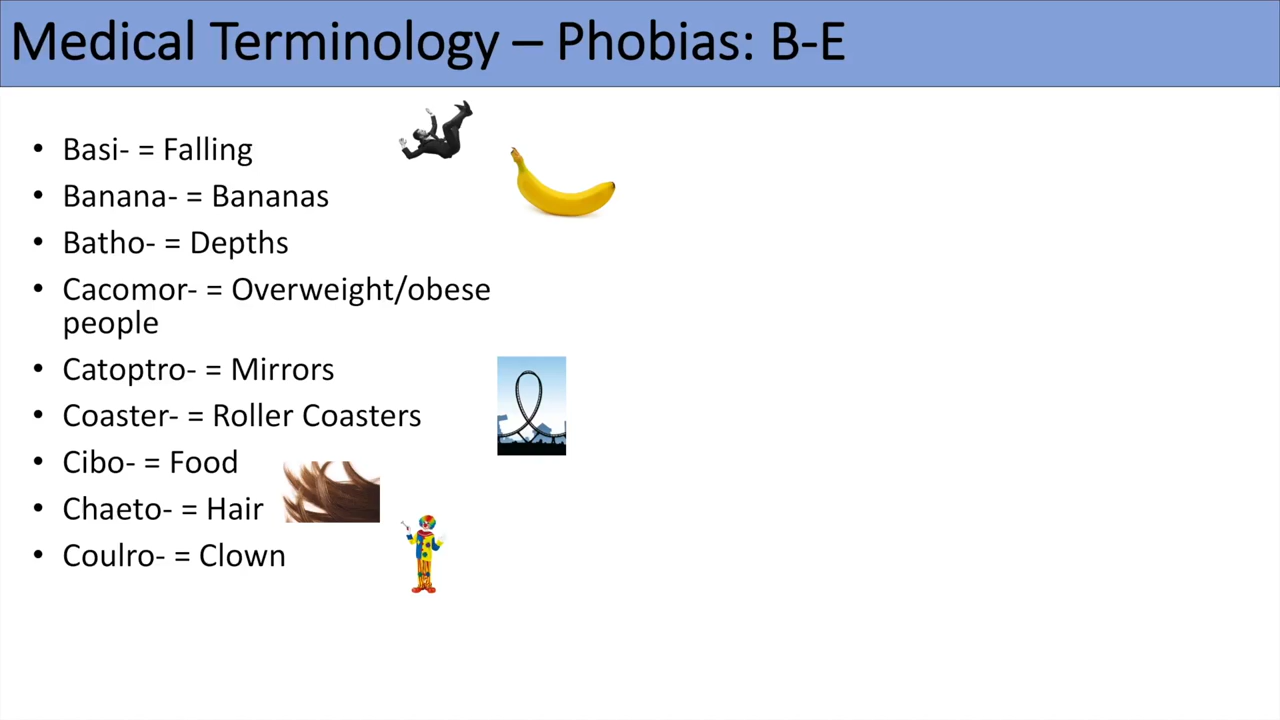 Medical Terminology – Phobias: B-E
• Basi- = Falling
• Banana- = Bananas
• Batho- = Depths
• Cacomor- = Overweight/obese
people
• Catoptro- = Mirrors
• Coaster- = Roller Coasters
• Cibo- = Food
• Chaeto- = Hair
• Coulro- = Clown